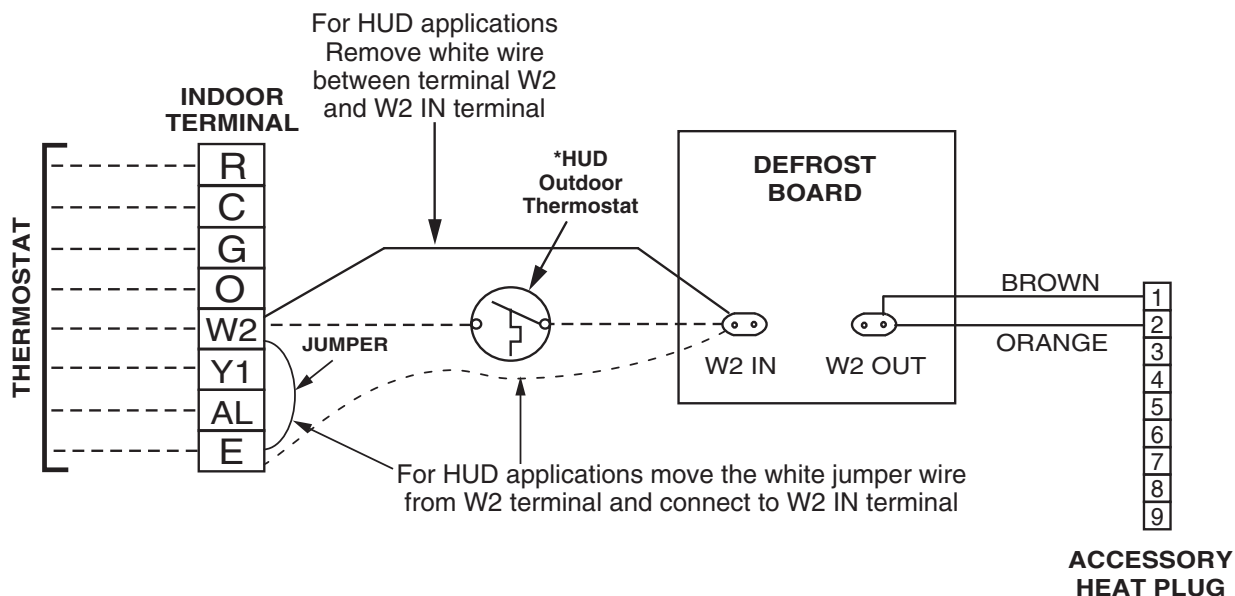 For HUD applications
Remove white wire
between terminal W2
and W2 IN terminal
INDOOR
TERMINAL
THERMOSTAT
R
C
G
O
W2
Y1
AL
E
JUMPER
*HUD
Outdoor
Thermostat
DEFROST
BOARD
W2 IN
W2 OUT
BROWN
ORANGE
1
2
3
4
5
6
7
8
9
For HUD applications move the white jumper wire
from W2 terminal and connect to W2 IN terminal
ACCESSORY
HEAT PLUG